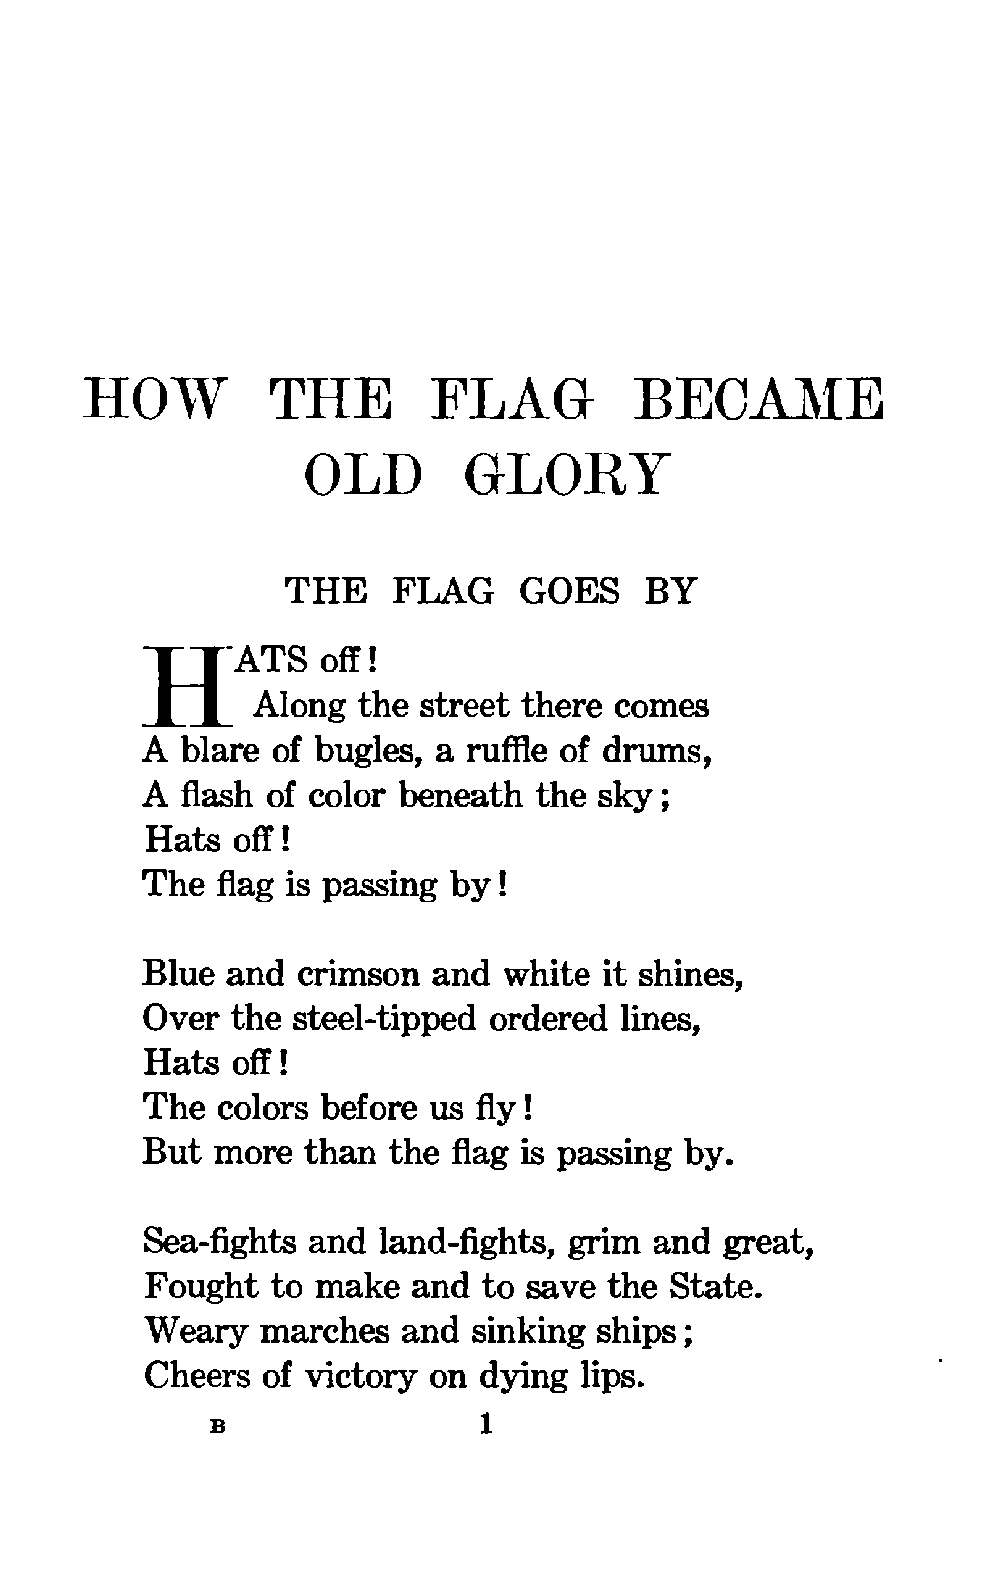 HOW THE FLAG BECAME
OLD GLORY
THE FLAG GOES BY
HATS off!
Along the street there comes
A blare of bugles, a ruffle of drums,
A flash of color beneath the sky;
Hats off!
The flag is passing by!
Blue and crimson and white it shines,
Over the steel-tipped ordered lines,
Hats off!
The colors before us fly!
But more than the flag is passing by.
Sea-fights and land-fights, grim and great,
Fought to make and to save the State.
Weary marches and sinking ships;
Cheers of victory on dying lips.
B 1